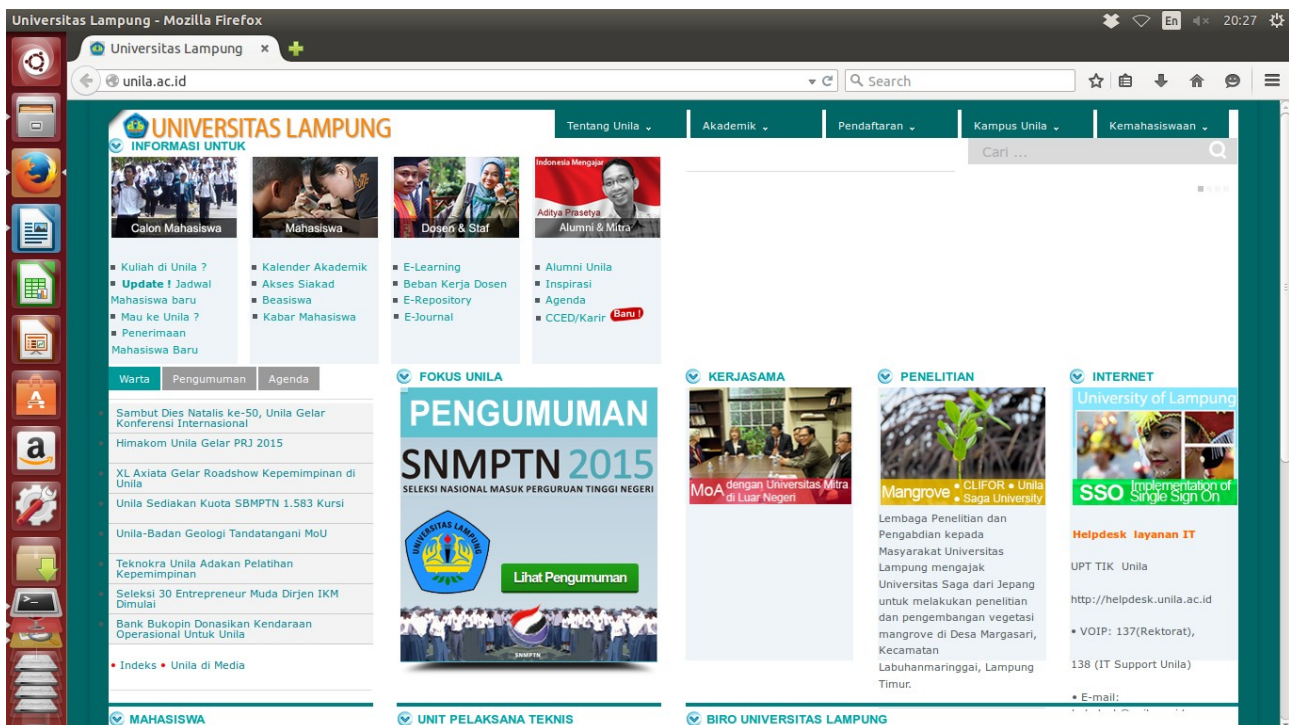 Universitas Lampung - Mozilla Firefox
En
20:27
Universitas Lampung
unila.ac.id
Search
UNIVERSITAS LAMPUNG
Tentang Unila
Akademik
Pendaftaran
Kampus Unila
Kemahasiswaan
Cari ...
INFORMASI UNTUK
Calon Mahasiswa
Mahasiswa
Dosen & Staf
Indonesia Mengajar
Aditya Prasetya
Alumni & Mitra
Kuliah di Unila ?
Update ! Jadwal
Mahasiswa baru
Mau ke Unila ?
Penerimaan
Mahasiswa Baru
Kalender Akademik
Akses Siakad
Beasiswa
Kabar Mahasiswa
E-Learning
Beban Kerja Dosen
E-Repository
E-Journal
Alumni Unila
Inspirasi
Agenda
CCED/Karir Baru !
Warta
Pengumuman
Agenda
Sambut Dies Natalis ke-50, Unila Gelar
Konferensi Internasional
Himakom Unila Gelar PRJ 2015
XL Axiata Gelar Roadshow Kepemimpinan di
Unila
Unila Sediakan Kuota SBMPTN 1.583 Kursi
Unila-Badan Geologi Tandatangani MoU
Teknokra Unila Adakan Pelatihan
Kepemimpinan
Seleksi 30 Entrepreneur Muda Dirjen IKM
Dimulai
Bank Bukopin Donasikan Kendaraan
Operasional Untuk Unila
• Indeks • Unila di Media
FOKUS UNILA
PENGUMUMAN
SNMPTN 2015
SELEKSI NASIONAL MASUK PERGURUAN TINGGI NEGERI
UNIVERSITAS LAMPUNG
Lihat Pengumuman
SNMPTN
KERJASAMA
MoA dengan Universitas Mitra
di Luar Negeri
PENELITIAN
Mangrove • CLIFOR • Unila
• Saga University
Lembaga Penelitian dan
Pengabdian kepada
Masyarakat Universitas
Lampung mengajak
Universitas Saga dari Jepang
untuk melakukan penelitian
dan pengembangan vegetasi
mangrove di Desa Margasari,
Kecamatan
Labuhanmaringgai, Lampung
Timur.
INTERNET
University of Lampung
SSO Implementation of
Single Sign On
Helpdesk layanan IT
UPT TIK Unila
http://helpdesk.unila.ac.id
• VOIP: 137(Rektorat),
138 (IT Support Unila)
• E-mail:
MAHASISWA
UNIT PELAKSANA TEKNIS
BIRO UNIVERSITAS LAMPUNG